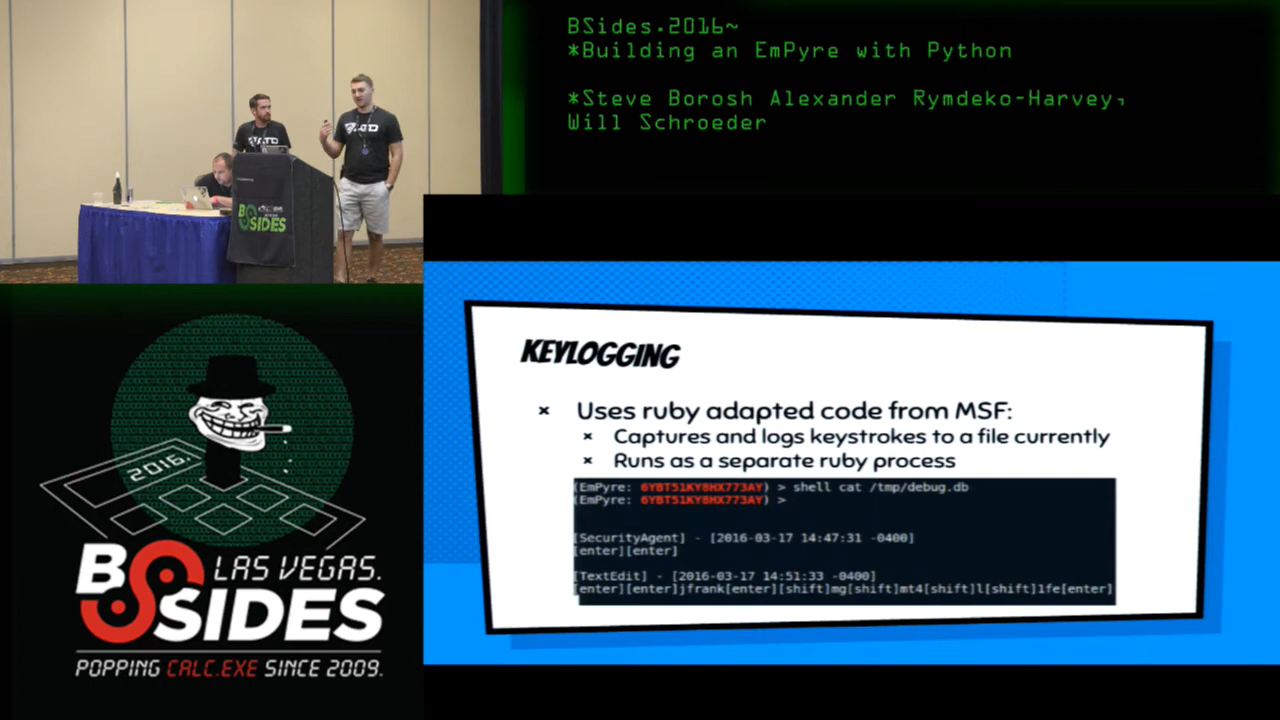 BSides.2016~
*Building an EmPyre with Python
*Steve Borosh Alexander Rymdeko-Harvey,
Will Schroeder
BSIDES
KEYLOGGING
× Uses ruby adapted code from MSF:
× Captures and logs keystrokes to a file currently
× Runs as a separate ruby process
(EmPyre: 6YBT51KY8HX773AY) > shell cat /tmp/debug.db
(EmPyre: 6YBT51KY8HX773AY) >
[SecurityAgent] - [2016-03-17 14:47:31 -0400]
[enter][enter]
[TextEdit] - [2016-03-17 14:51:33 -0400]
[enter][enter]jfrank[enter][shift]mg[shift]mt4[shift]l[shift]1fe[enter]
2016.
BSIDES
LAS VEGAS.
POPPING CALC.EXE SINCE 2009.